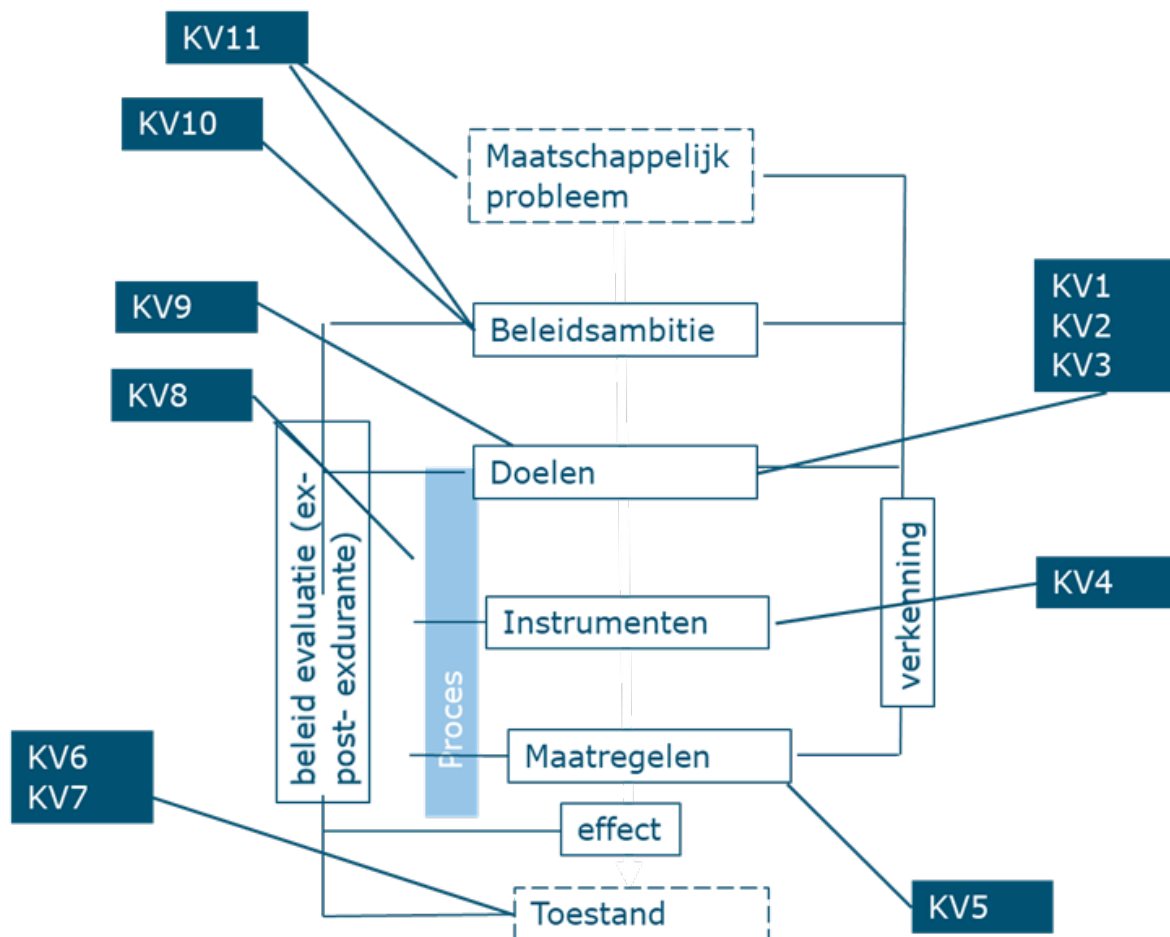 KV11
KV10
Maatschappelijk
probleem
KV1
KV2
KV3
KV9
Beleidsambitie
KV8
Doelen
beleid evaluatie (ex-
post- exdurante)
verkenning
KV4
Instrumenten
Proces
KV6
KV7
Maatregelen
effect
KV5
Toestand